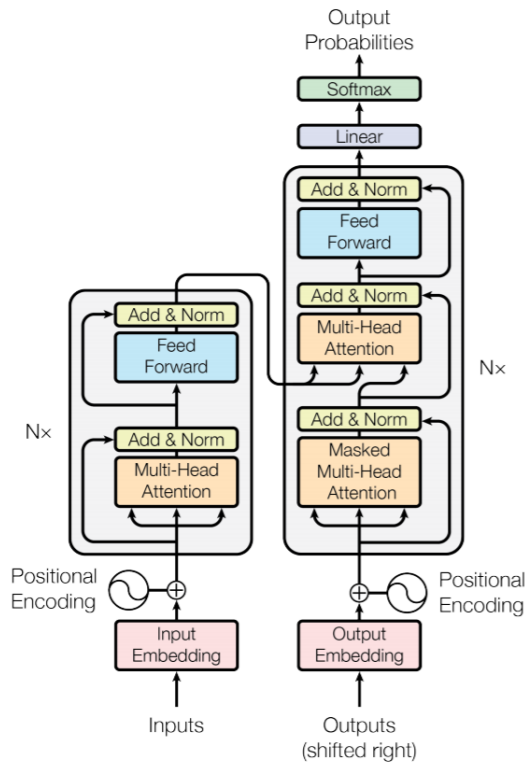 Output
Probabilities
Softmax
Linear
Add & Norm
Feed
Forward
Add & Norm
Multi-Head
Attention
Add & Norm
Masked
Multi-Head
Attention
Nx
Add & Norm
Feed
Forward
Add & Norm
Multi-Head
Attention
Nx
Positional
Encoding
Positional
Encoding
Input
Embedding
Output
Embedding
Inputs
Outputs
(shifted right)